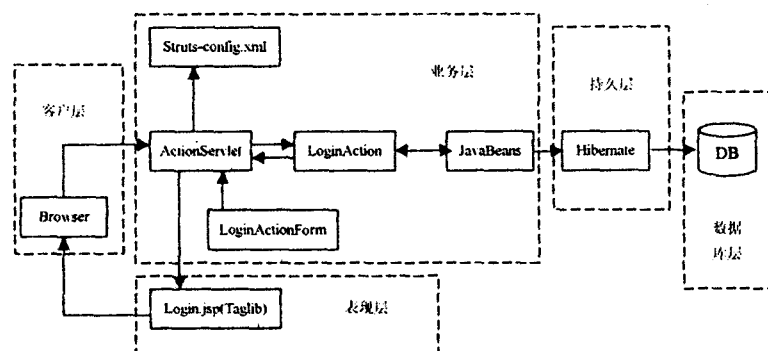 Struts-config.xml
业务层
持久层
客户层
ActionServlet
LoginAction
JavaBeans
Hibernate
DB
Browser
LoginActionForm
数据
库层
Login.jsp(Taglib)
表现层